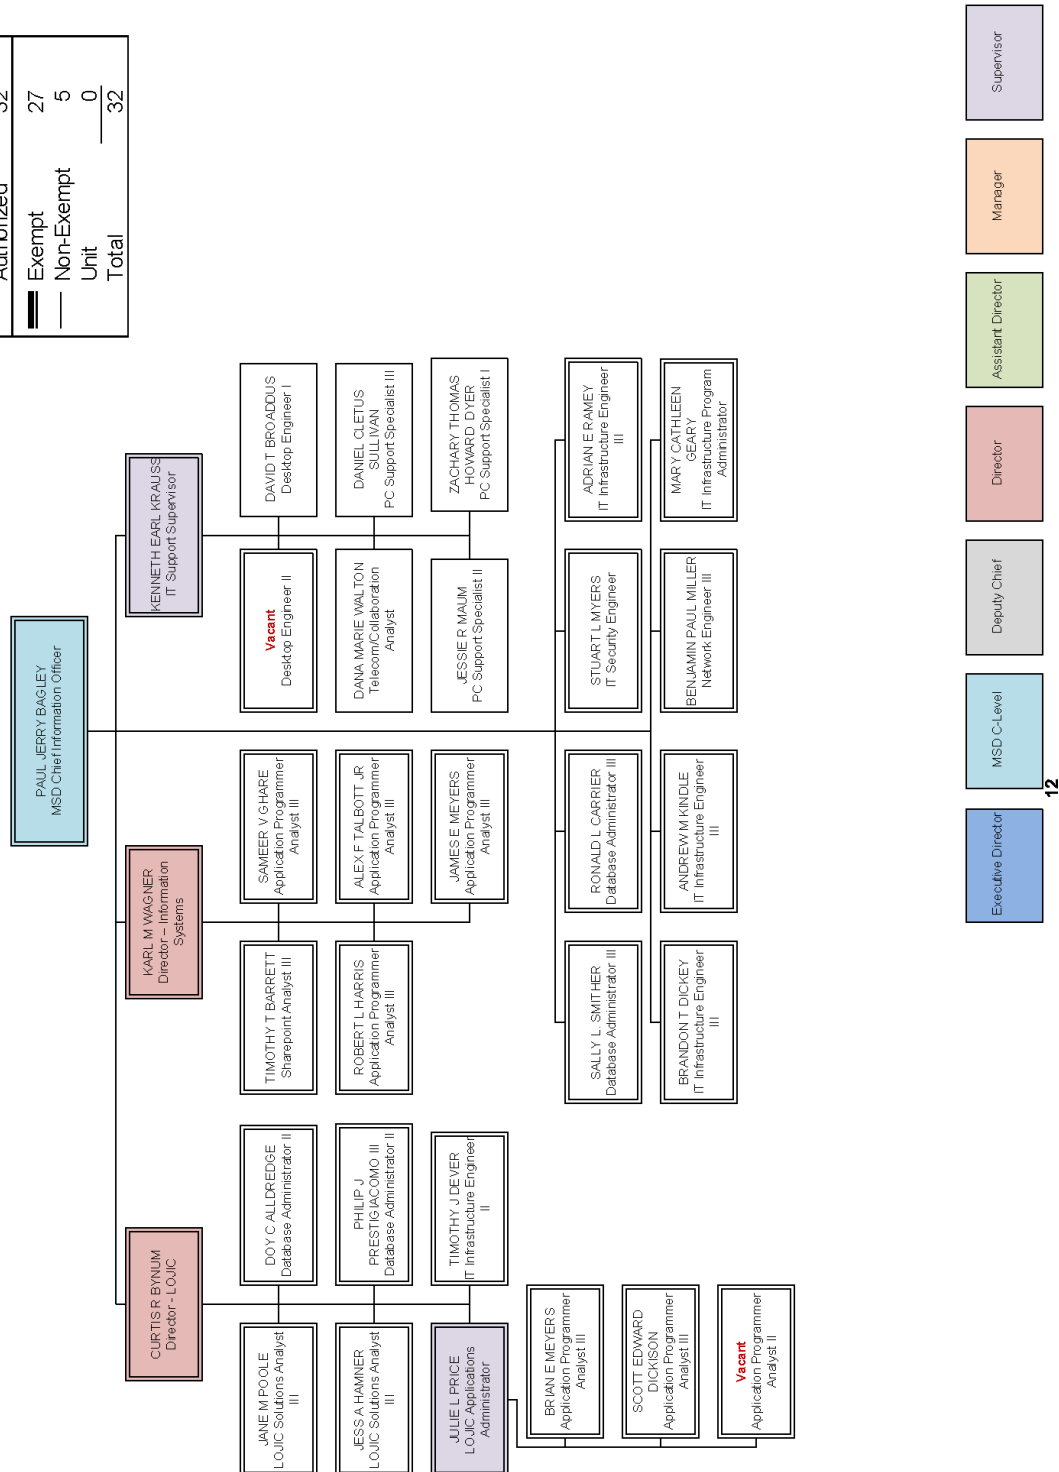 Authorized 32
Exempt 27
Non-Exempt 5
Unit 0
Total 32
PAUL JERRY BAGLEY
MSD Chief Information Officer
CURTIS R BYNUM
Director - LOJIC
KARL M WAGNER
Director – Information
Systems
KENNETH EARL KRAUSS
IT Support Supervisor
JANE M POOLE
LOJIC Solutions Analyst
III
DOY C ALLDREDGE
Database Administrator II
JESS A HAMNER
LOJIC Solutions Analyst
III
PHILIP J
PRESTIGIACOMO III
Database Administrator II
JULIE L PRICE
LOJIC Applications
Administrator
TIMOTHY J DEVER
IT Infrastructure Engineer
II
BRIAN E MEYERS
Application Programmer
Analyst III
SCOTT EDWARD
DICKISON
Application Programmer
Analyst III
Vacant
Application Programmer
Analyst II
TIMOTHY T BARRETT
Sharepoint Analyst III
SAMEER V GHARE
Application Programmer
Analyst III
ROBERT L HARRIS
Application Programmer
Analyst III
ALEX F TALBOTT JR
Application Programmer
Analyst III
JAMES E MEYERS
Application Programmer
Analyst III
Vacant
Desktop Engineer II
DAVID T BROADDUS
Desktop Engineer I
DANA MARIE WALTON
Telecom/Collaboration
Analyst
DANIEL CLETUS
SULLIVAN
PC Support Specialist III
JESSIE R MAUM
PC Support Specialist II
ZACHARY THOMAS
HOWARD DYER
PC Support Specialist I
SALLY L. SMITHER
Database Administrator III
RONALD L CARRIER
Database Administrator III
STUART L MYERS
IT Security Engineer
ADRIAN E RAMEY
IT Infrastructure Engineer
III
BRANDON T DICKEY
IT Infrastructure Engineer
III
ANDREW M KINDLE
IT Infrastructure Engineer
III
BENJAMIN PAUL MILLER
Network Engineer III
MARY CATHLEEN
GEARY
IT Infrastructure Program
Administrator
Executive Director
MSD C-Level
Deputy Chief
Director
Assistant Director
Manager
Supervisor
12